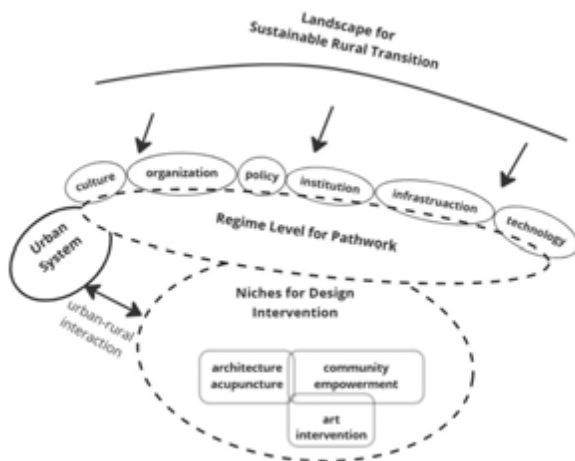 Landscape for
Sustainable Rural Transition
culture
organization
policy
institution
infrastruaction
technology
Regime Level for Pathwork
Urban
System
urban-rural
interaction
Niches for Design
Intervention
architecture
acupuncture
community
empowerment
art
intervention